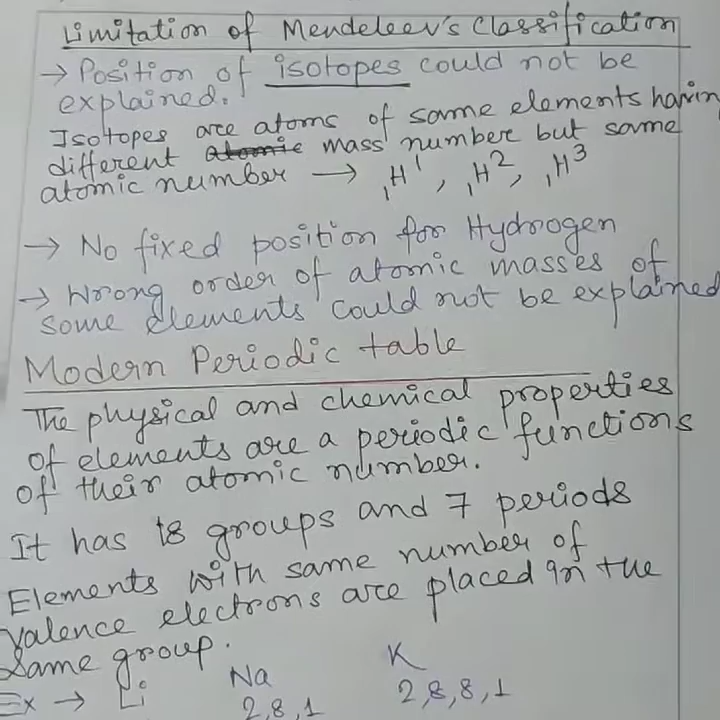 Limitation of Mendeleev's Classification
→ Position of isotopes could not be
explained.
Isotopes are atoms of same elements havin
different atomic mass number but same
atomic number → ₁H¹, ₁H², ₁H³
→ No fixed position for Hydrogen
→ Wrong order of atomic masses of
some elements could not be explained
Modern Periodic table
The physical and chemical properties
of elements are a periodic functions
of their atomic number.
It has 18 groups and 7 periods
Elements with same number of
valence electrons are placed in the
same group.
Ex → Li Na K
2,8,1 2,8,8,1